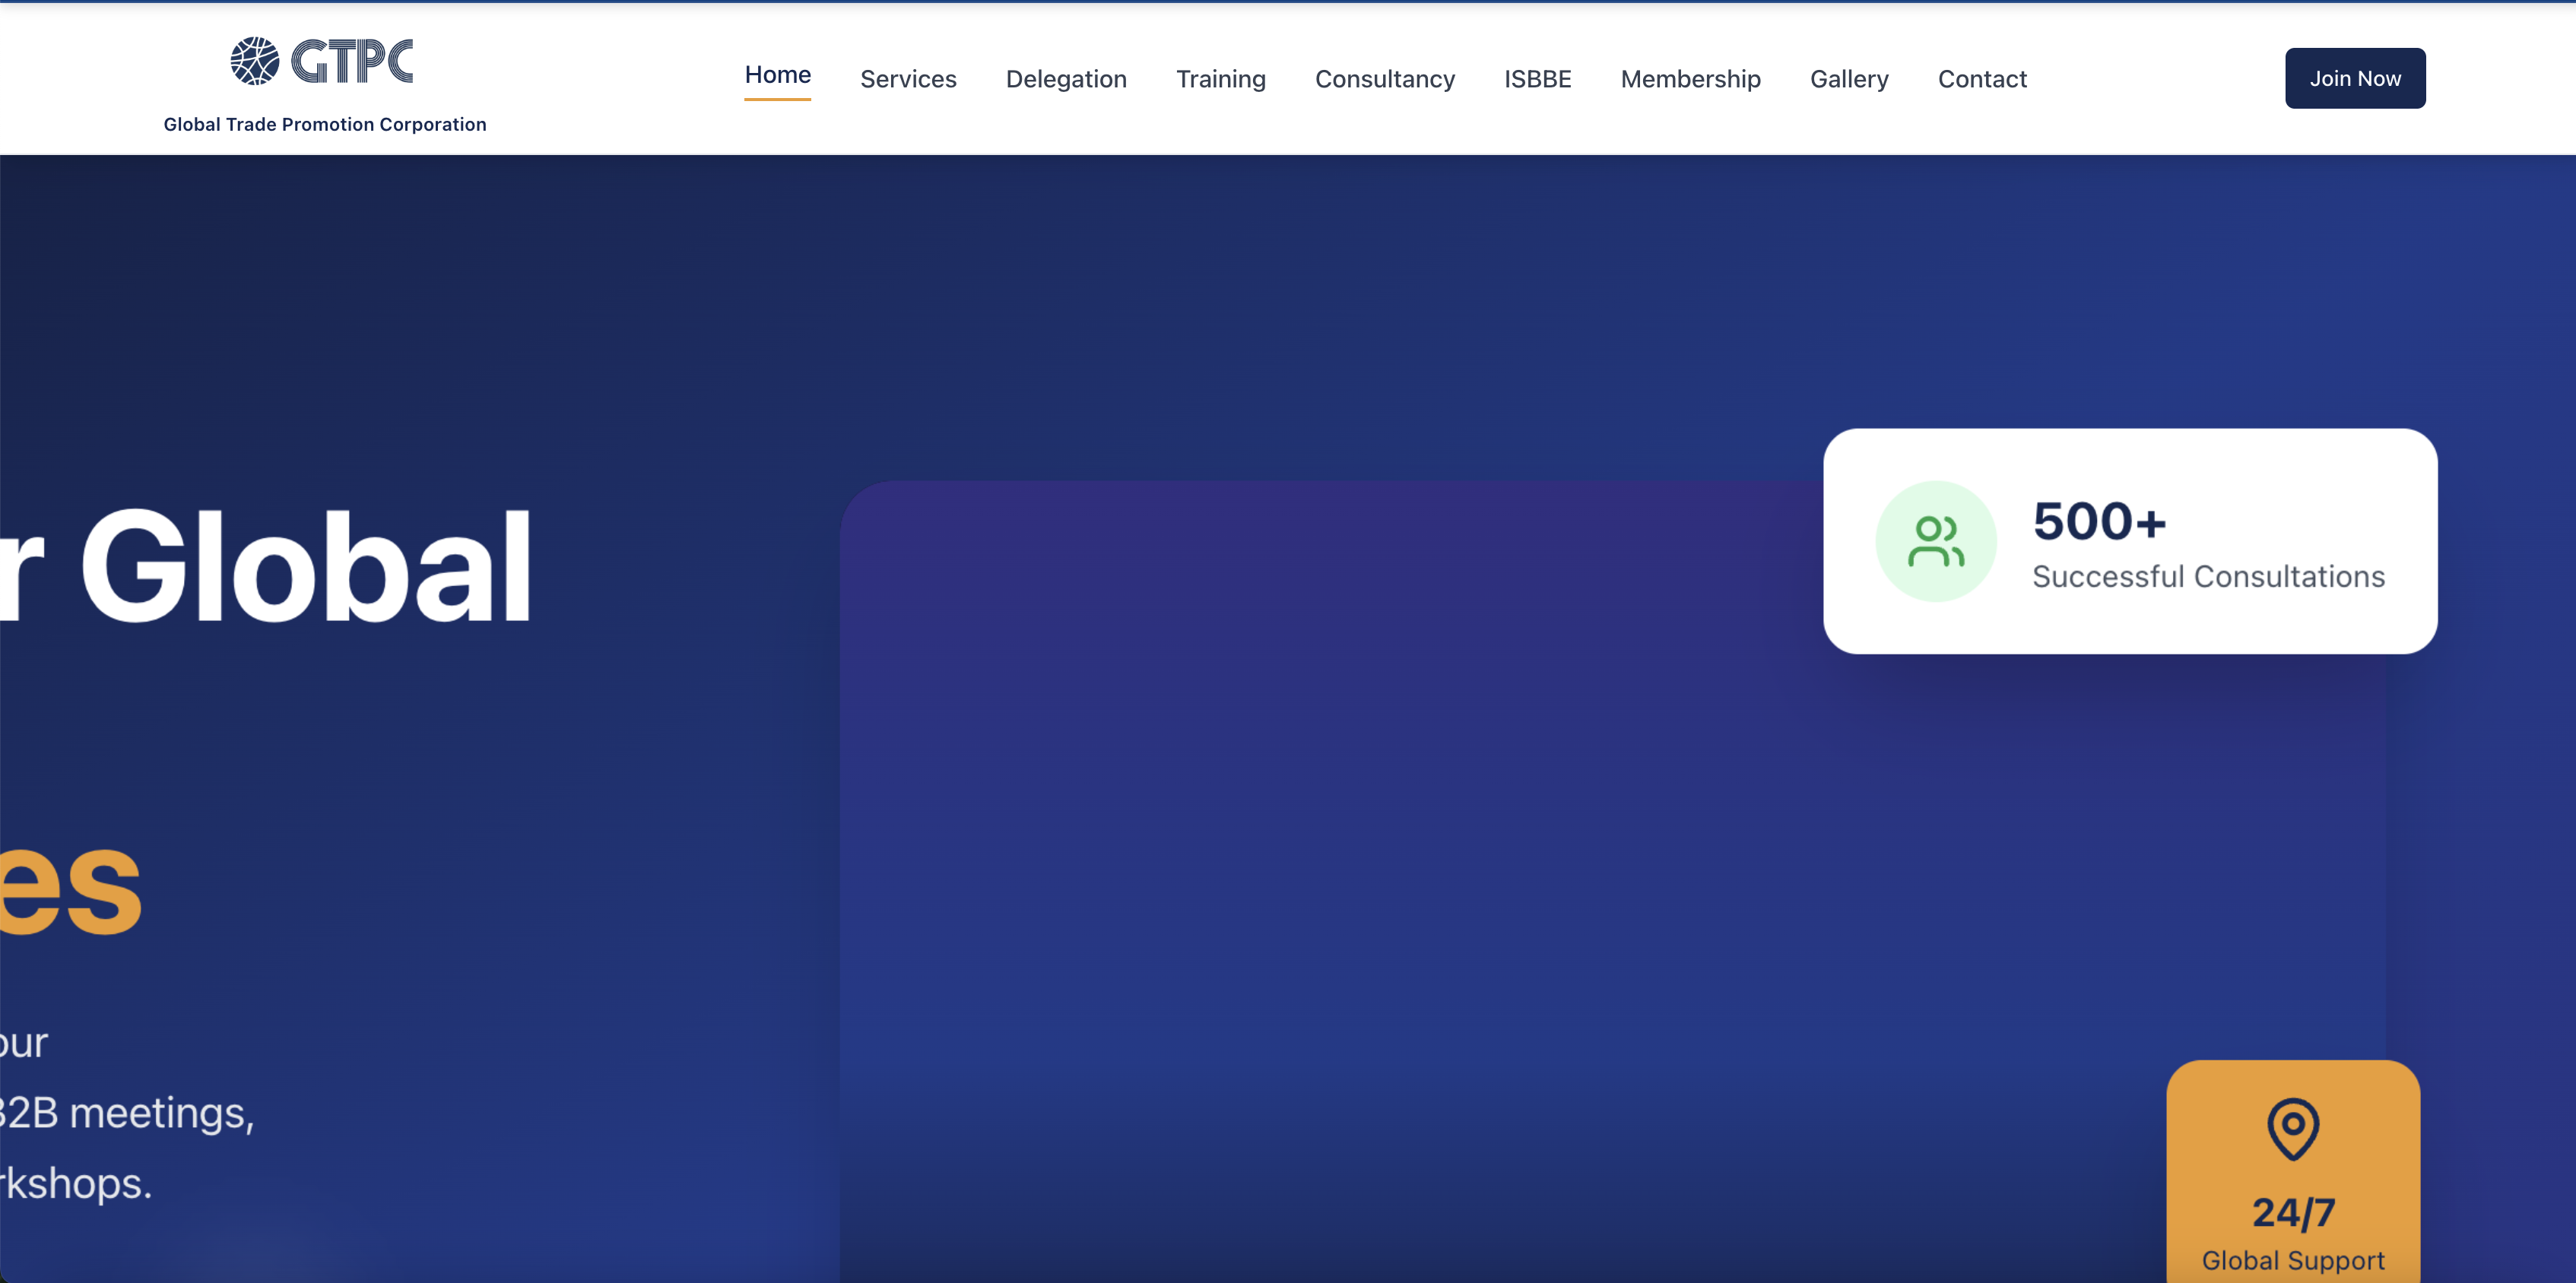 GTPC
Global Trade Promotion Corporation
Home Services Delegation Training Consultancy ISBBE Membership Gallery Contact
Join Now
r Global
es
our
B2B meetings,
rkshops.
500+
Successful Consultations
24/7
Global Support